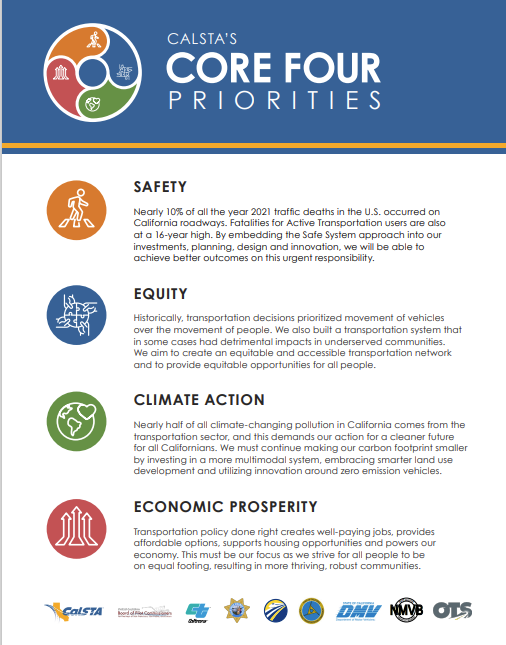 CALSTA'S
CORE FOUR
PRIORITIES
SAFETY
Nearly 10% of all the year 2021 traffic deaths in the U.S. occurred on
California roadways. Fatalities for Active Transportation users are also
at a 16-year high. By embedding the Safe System approach into our
investments, planning, design and innovation, we will be able to
achieve better outcomes on this urgent responsibility.
EQUITY
Historically, transportation decisions prioritized movement of vehicles
over the movement of people. We also built a transportation system that
in some cases had detrimental impacts in underserved communities.
We aim to create an equitable and accessible transportation network
and to provide equitable opportunities for all people.
CLIMATE ACTION
Nearly half of all climate-changing pollution in California comes from the
transportation sector, and this demands our action for a cleaner future
for all Californians. We must continue making our carbon footprint smaller
by investing in a more multimodal system, embracing smarter land use
development and utilizing innovation around zero emission vehicles.
ECONOMIC PROSPERITY
Transportation policy done right creates well-paying jobs, provides
affordable options, supports housing opportunities and powers our
economy. This must be our focus as we strive for all people to be
on equal footing, resulting in more thriving, robust communities.
CalSTA
Board of Pilot Commissioners
Caltrans
DMV
NMVB
OTS